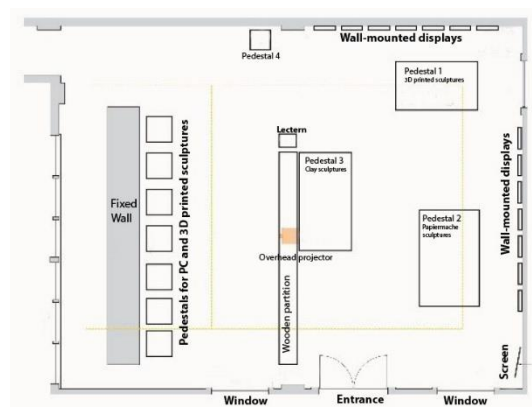 Wall-mounted displays
Pedestal 4
Pedestal 1
3D printed sculptures
Lectern
Pedestal 3
Clay sculptures
Pedestals for PC and 3D printed sculptures
Fixed
Wall
Wall-mounted displays
Pedestal 2
Papiermache
sculptures
Overhead projector
Wooden partition
Screen
Window
Entrance
Window